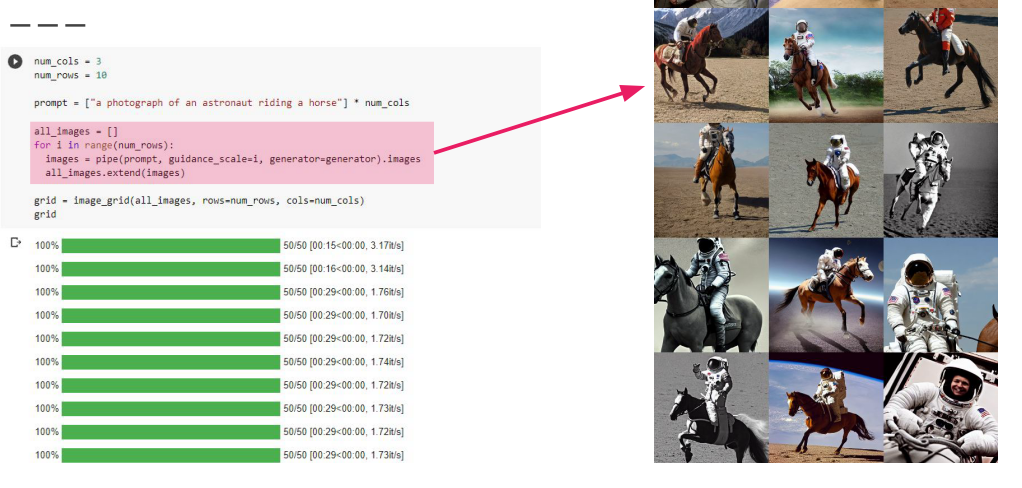 num_cols = 3
num_rows = 10
prompt = ["a photograph of an astronaut riding a horse"] * num_cols
all_images = []
for i in range(num_rows):
  images = pipe(prompt, guidance_scale=i, generator=generator).images
  all_images.extend(images)
grid = image_grid(all_images, rows=num_rows, cols=num_cols)
grid
100% 50/50 [00:15<00:00, 3.17it/s]
100% 50/50 [00:16<00:00, 3.14it/s]
100% 50/50 [00:29<00:00, 1.76it/s]
100% 50/50 [00:29<00:00, 1.70it/s]
100% 50/50 [00:29<00:00, 1.72it/s]
100% 50/50 [00:29<00:00, 1.74it/s]
100% 50/50 [00:29<00:00, 1.72it/s]
100% 50/50 [00:29<00:00, 1.73it/s]
100% 50/50 [00:29<00:00, 1.72it/s]
100% 50/50 [00:29<00:00, 1.73it/s]